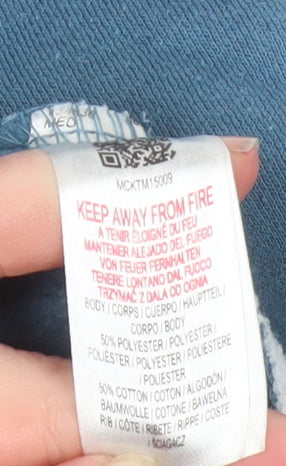 MED
MCKTM15009
KEEP AWAY FROM FIRE
A TENIR ÉLOIGNÉ DU FEU
MANTENER ALEJADO DEL FUEGO
VON FEUER FERNHALTEN
TENERE LONTANO DAL FUOCO
TRZYMAĆ Z DALA OD OGNIA
BODY / CORPS / CUERPO / HAUPTTEIL /
CORPO / BODY
50% POLYESTER / POLYESTER /
POLIÉSTER / POLYESTER / POLIESTERE
/ POLIESTER
50% COTTON / COTON / ALGODÓN /
BAUMWOLLE / COTONE / BAWEŁNA
RIB / CÔTE / RIBETE / RIPPE / COSTE
/ ŚCIĄGACZ